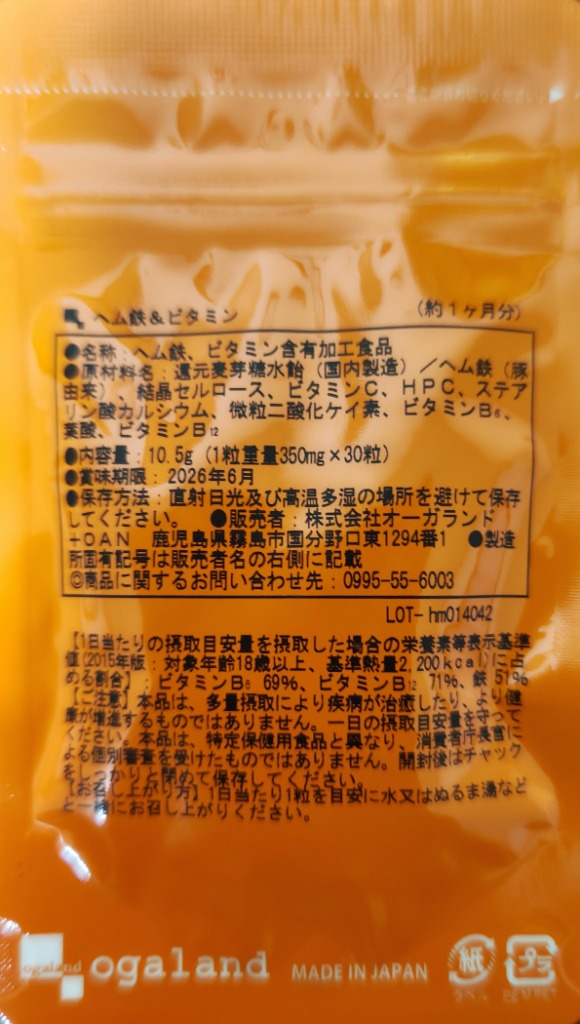 ヘム鉄&ビタミン (約1ヶ月分)
●名称:ヘム鉄、ビタミン含有加工食品
●原材料名:還元麦芽糖水飴(国内製造)/ヘム鉄(豚
由来)、結晶セルロース、ビタミンC、HPC、ステア
リン酸カルシウム、微粒二酸化ケイ素、ビタミンB₆、
葉酸、ビタミンB₁₂
●内容量:10.5g(1粒重量350mg×30粒)
●賞味期限:2026年6月
●保存方法:直射日光及び高温多湿の場所を避けて保存
してください。 ●販売者:株式会社オーガランド
+OAN 鹿児島県霧島市国分野口東1294番1 ●製造
所固有記号は販売者名の右側に記載
◎商品に関するお問い合わせ先:0995-55-6003
LOT- hm014042
【1日当たりの摂取目安量を摂取した場合の栄養素等表示基準
値(2015年版:対象年齢18歳以上、基準熱量2,200kcal)に占
める割合】:ビタミンB₆ 69%、ビタミンB₁₂ 71%、鉄 51%
【ご注意】本品は、多量摂取により疾病が治癒したり、より健
康が増進するものではありません。一日の摂取目安量を守って
ください。本品は、特定保健用食品と異なり、消費者庁長官に
よる個別審査を受けたものではありません。開封後はチャック
をしっかりと閉めて保存してください。
【お召し上がり方】1日当たり1粒を目安に水又はぬるま湯など
と一緒にお召し上がりください。
ogaland ogaland MADE IN JAPAN 紙 プラ
ラベル